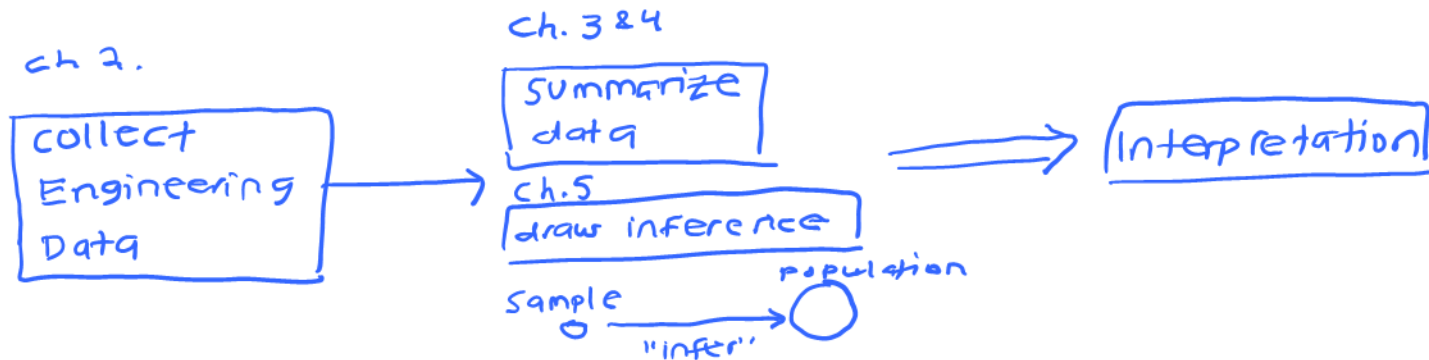 ch 2.
collect
Engineering
Data
Ch. 3 & 4
summarize
data
Ch.5
draw inference
sample
"infer"
population
Interpretation